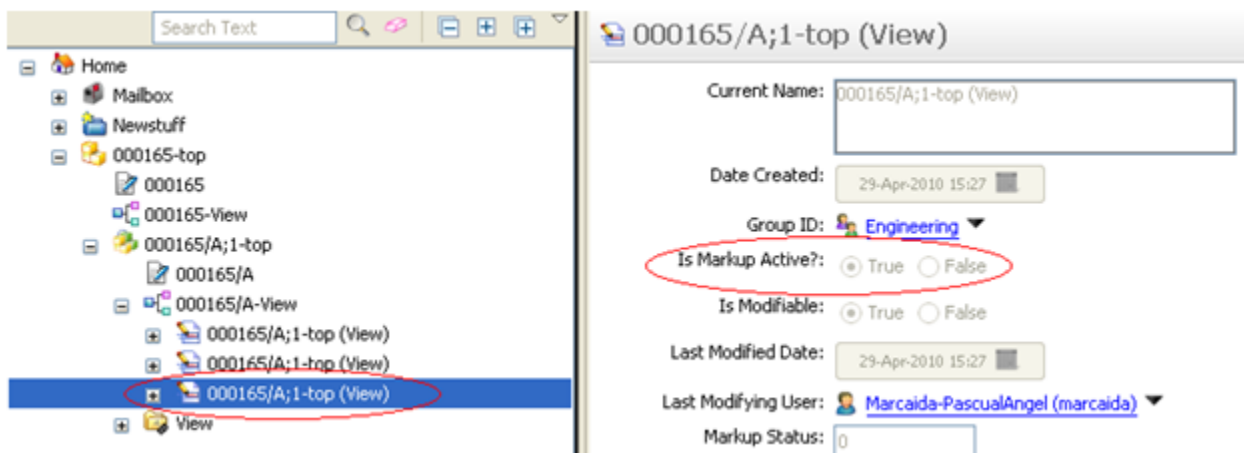 Search Text
Home
Mailbox
Newstuff
000165-top
000165
000165-View
000165/A;1-top
000165/A
000165/A-View
000165/A;1-top (View)
000165/A;1-top (View)
000165/A;1-top (View)
View
000165/A;1-top (View)
Current Name: 000165/A;1-top (View)
Date Created: 29-Apr-2010 15:27
Group ID: Engineering
Is Markup Active?: True False
Is Modifiable: True False
Last Modified Date: 29-Apr-2010 15:27
Last Modifying User: Marcaida-PascualAngel (marcaida)
Markup Status: 0